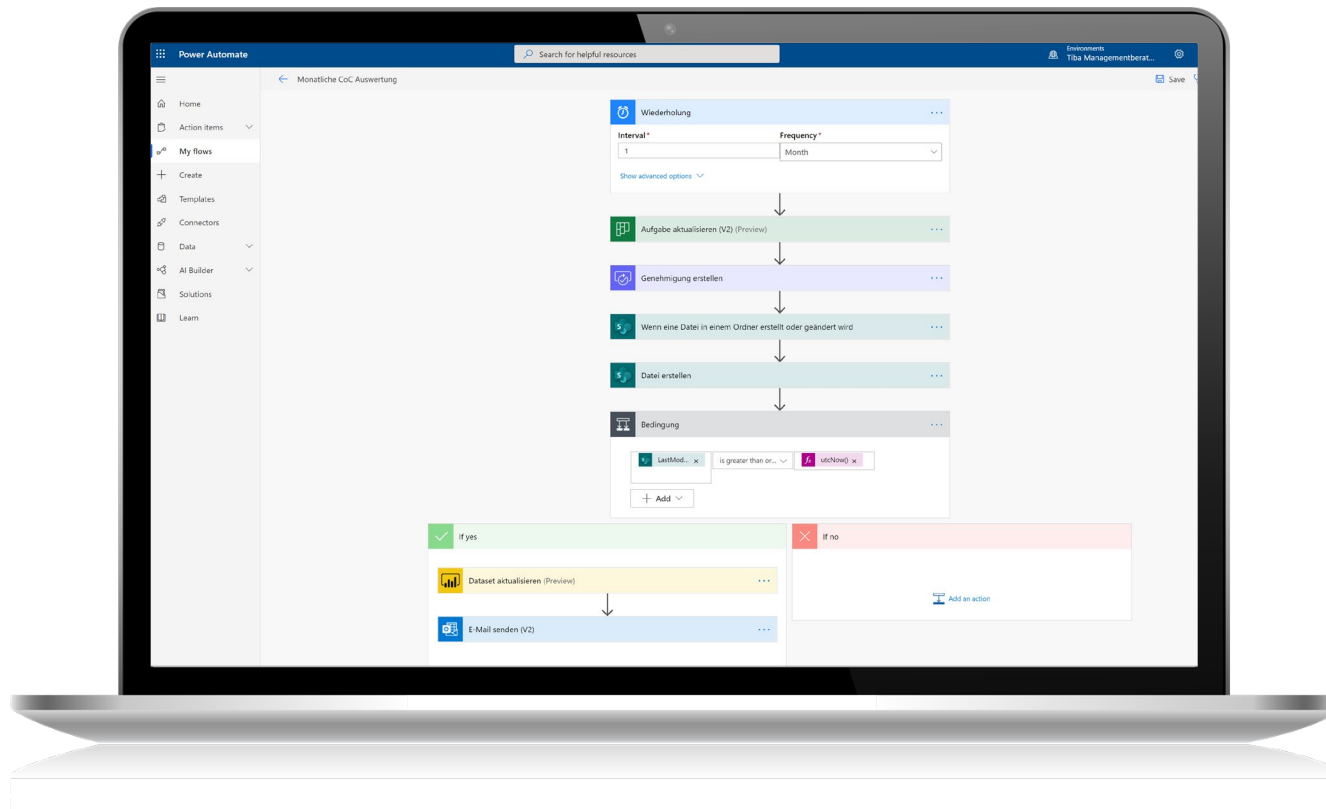 Power Automate
Search for helpful resources
Environments
Tiba Managementberat...
Monatliche CoC Auswertung
Save
Home
Action items
My flows
Create
Templates
Connectors
Data
AI Builder
Solutions
Learn
Wiederholung
Interval* Frequency*
1 Month
Show advanced options
Aufgabe aktualisieren (V2) (Preview)
Genehmigung erstellen
Wenn eine Datei in einem Ordner erstellt oder geändert wird
Datei erstellen
Bedingung
LastMod... x is greater than or... fx utcNow() x
+ Add
If yes
If no
Dataset aktualisieren (Preview)
Add an action
E-Mail senden (V2)